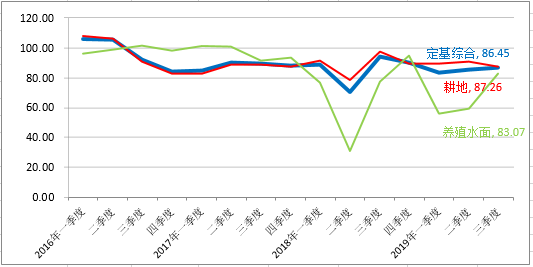 120.00
100.00
80.00
60.00
40.00
20.00
0.00
定基综合, 86.45
耕地, 87.26
养殖水面, 83.07
2016年一季度
二季度
三季度
四季度
2017年一季度
二季度
三季度
四季度
2018年一季度
二季度
三季度
四季度
2019年一季度
二季度
三季度